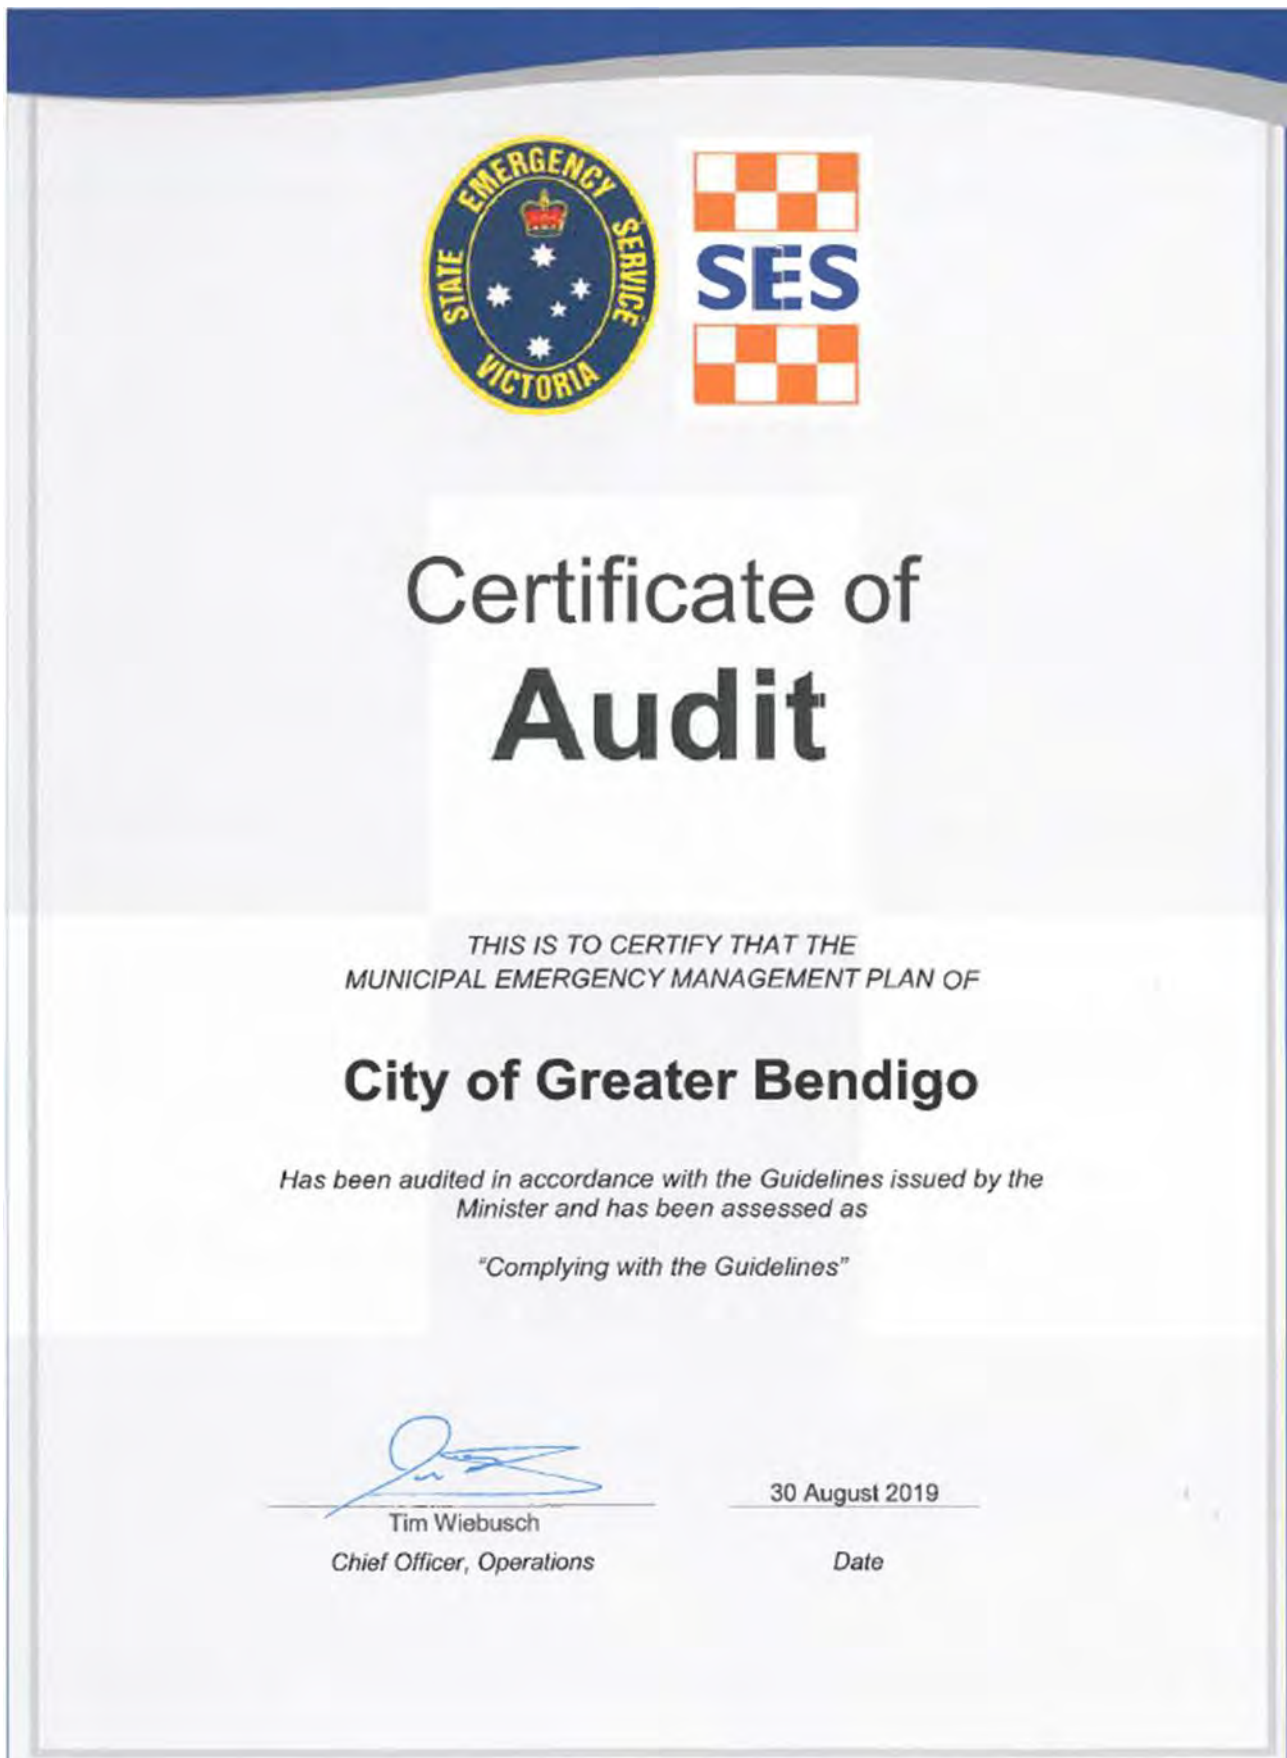 STATE EMERGENCY SERVICE
VICTORIA
SES
Certificate of
Audit
THIS IS TO CERTIFY THAT THE
MUNICIPAL EMERGENCY MANAGEMENT PLAN OF
City of Greater Bendigo
Has been audited in accordance with the Guidelines issued by the
Minister and has been assessed as
“Complying with the Guidelines”
30 August 2019
Tim Wiebusch
Chief Officer, Operations
Date